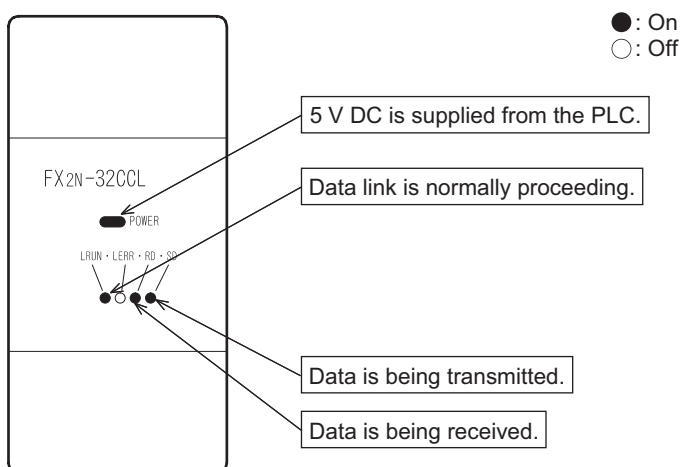 ●: On
○: Off
5 V DC is supplied from the PLC.
FX2N-32CCL
Data link is normally proceeding.
POWER
LRUN・LERR・RD・SD
Data is being transmitted.
Data is being received.